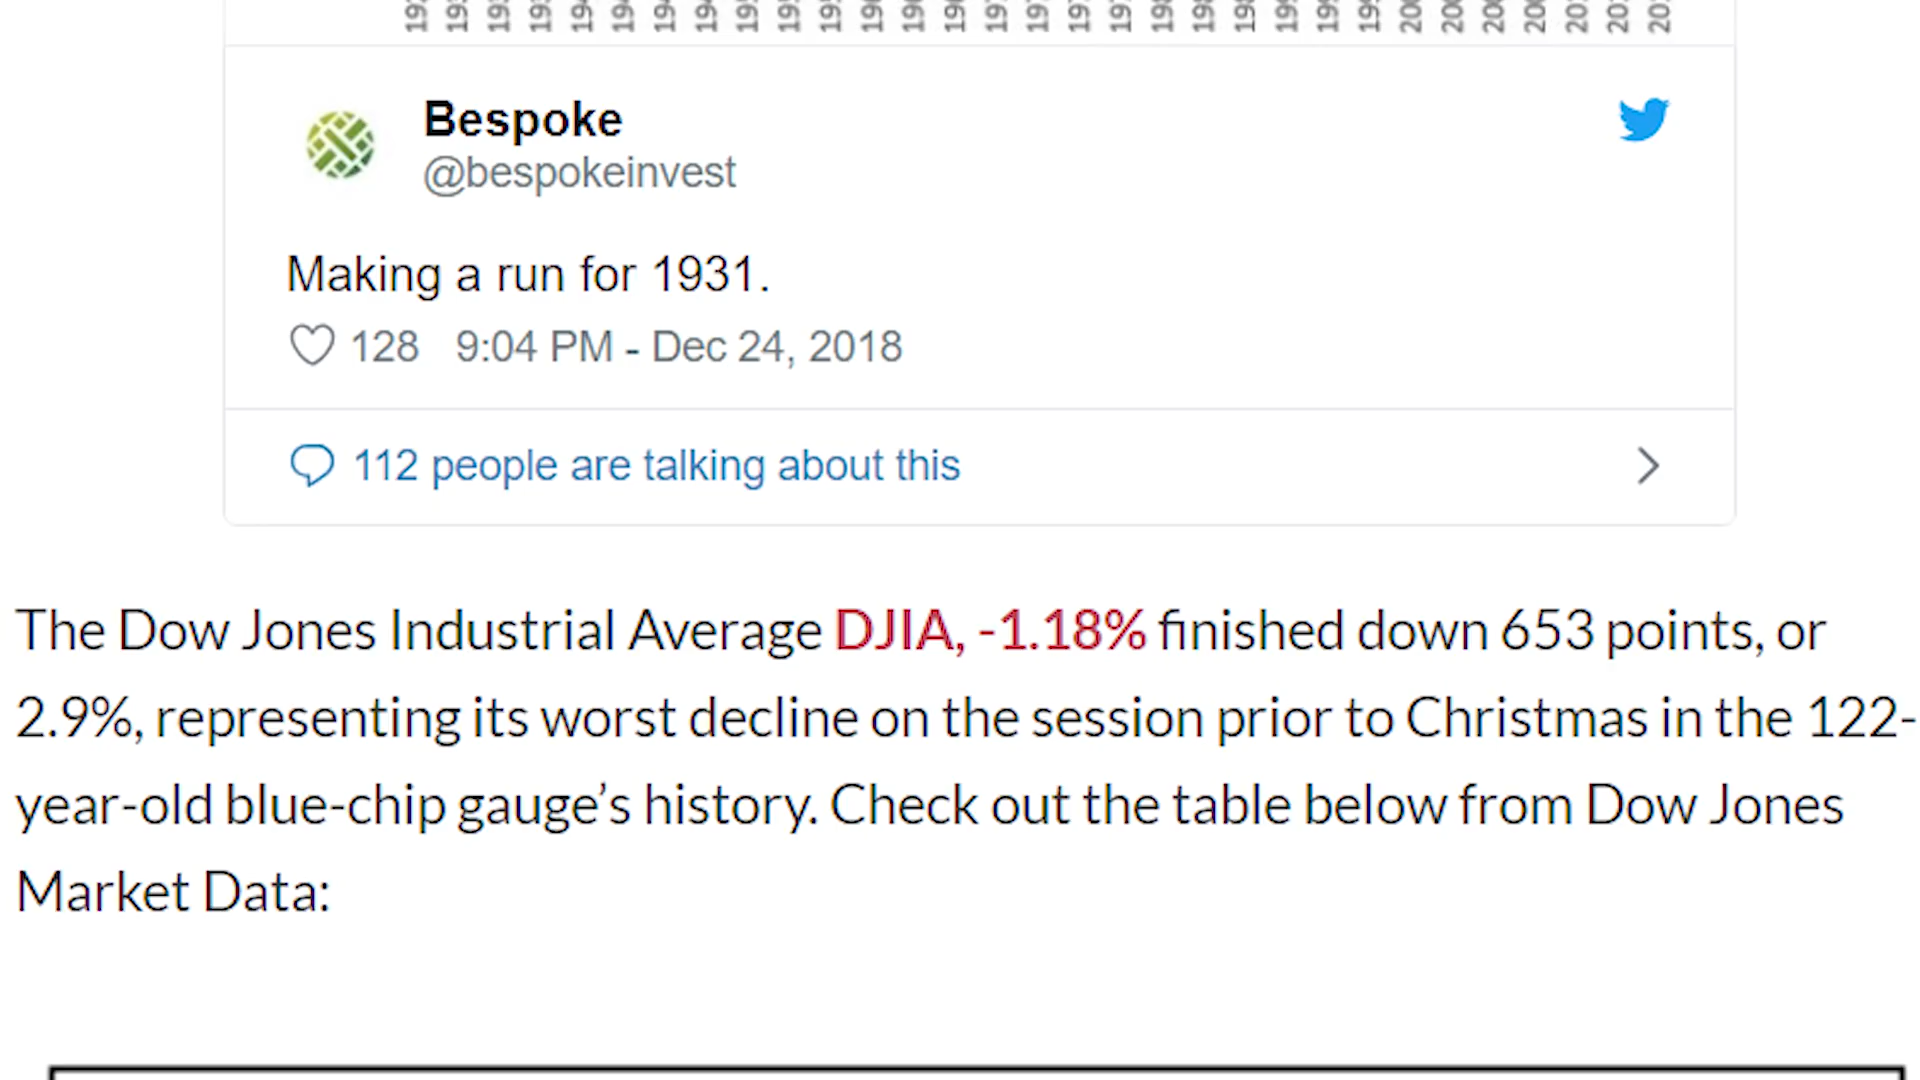 Bespoke
@bespokeinvest
Making a run for 1931.
128 9:04 PM - Dec 24, 2018
112 people are talking about this
The Dow Jones Industrial Average DJIA, -1.18% finished down 653 points, or
2.9%, representing its worst decline on the session prior to Christmas in the 122-
year-old blue-chip gauge’s history. Check out the table below from Dow Jones
Market Data: